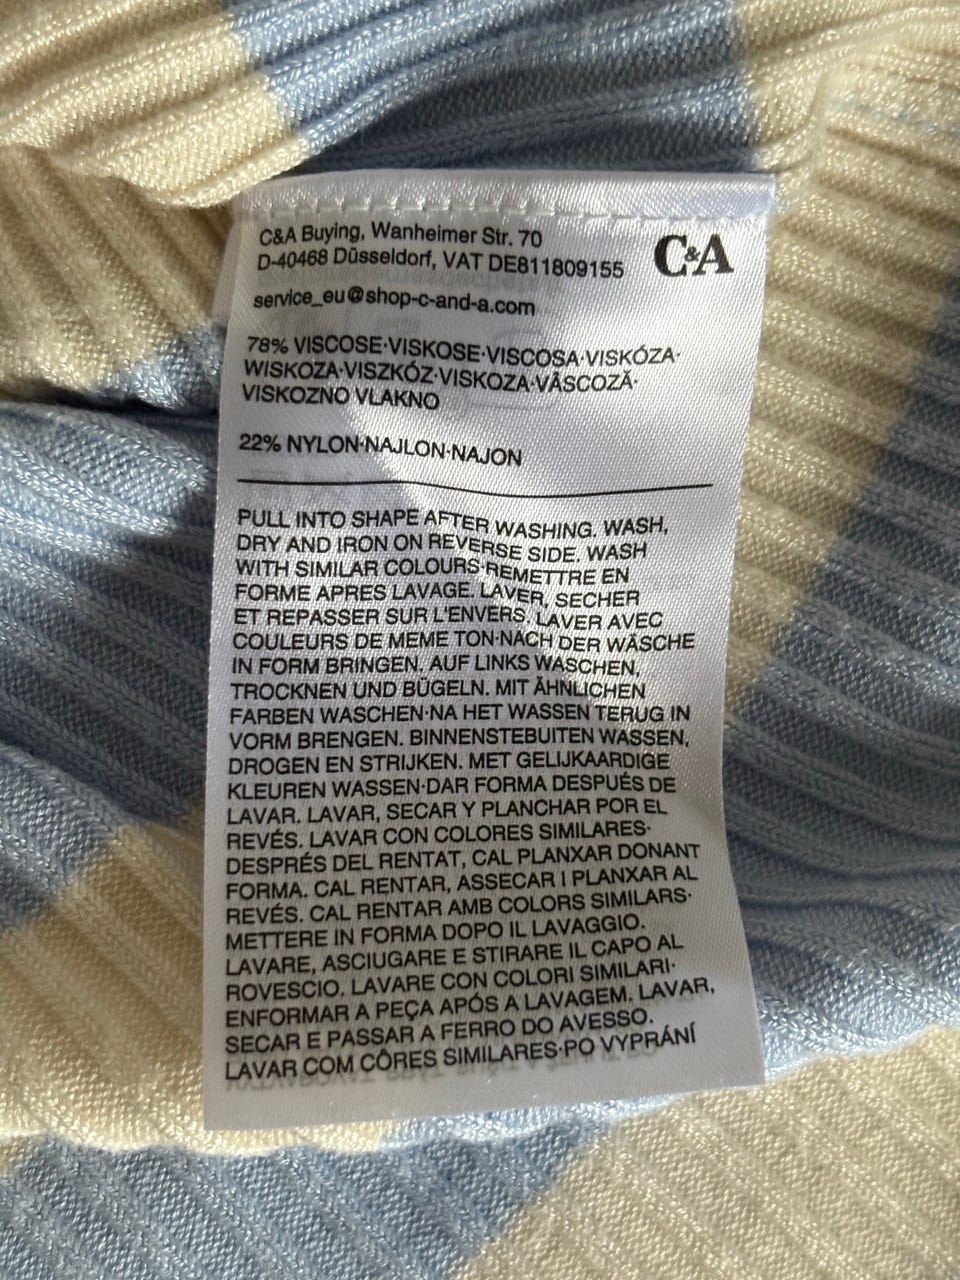 C&A Buying, Wanheimer Str. 70
D-40468 Düsseldorf, VAT DE811809155
C&A
service_eu@shop-c-and-a.com
78% VISCOSE·VISKOSE·VISCOSA·VISKÓZA·
WISKOZA·VISZKÓZ·VISKOZA·VÂSCOZĂ·
VISKOZNO VLAKNO
22% NYLON·NAJLON·NAJON
PULL INTO SHAPE AFTER WASHING. WASH,
DRY AND IRON ON REVERSE SIDE. WASH
WITH SIMILAR COLOURS·REMETTRE EN
FORME APRES LAVAGE. LAVER, SECHER
ET REPASSER SUR L'ENVERS. LAVER AVEC
COULEURS DE MEME TON·NACH DER WÄSCHE
IN FORM BRINGEN. AUF LINKS WASCHEN,
TROCKNEN UND BÜGELN. MIT ÄHNLICHEN
FARBEN WASCHEN·NA HET WASSEN TERUG IN
VORM BRENGEN. BINNENSTEBUITEN WASSEN,
DROGEN EN STRIJKEN. MET GELIJKAARDIGE
KLEUREN WASSEN·DAR FORMA DESPUÉS DE
LAVAR. LAVAR, SECAR Y PLANCHAR POR EL
REVÉS. LAVAR CON COLORES SIMILARES·
DESPRÉS DEL RENTAT, CAL PLANXAR DONANT
FORMA. CAL RENTAR, ASSECAR I PLANXAR AL
REVÉS. CAL RENTAR AMB COLORS SIMILARS·
METTERE IN FORMA DOPO IL LAVAGGIO.
LAVARE, ASCIUGARE E STIRARE IL CAPO AL
ROVESCIO. LAVARE CON COLORI SIMILARI·
ENFORMAR A PEÇA APÓS A LAVAGEM. LAVAR,
SECAR E PASSAR A FERRO DO AVESSO.
LAVAR COM CÔRES SIMILARES·PO VYPRÁNÍ